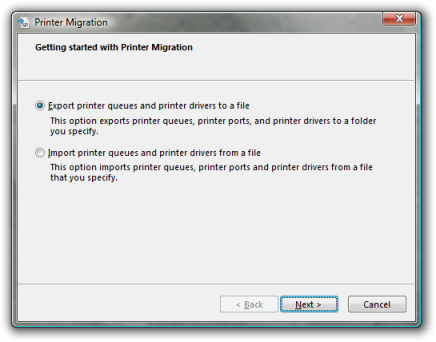 Printer Migration
Getting started with Printer Migration
Export printer queues and printer drivers to a file
This option exports printer queues, printer ports, and printer drivers to a folder
you specify.
Import printer queues and printer drivers from a file
This option imports printer queues, printer ports and printer drivers from a file
that you specify.
< Back Next > Cancel